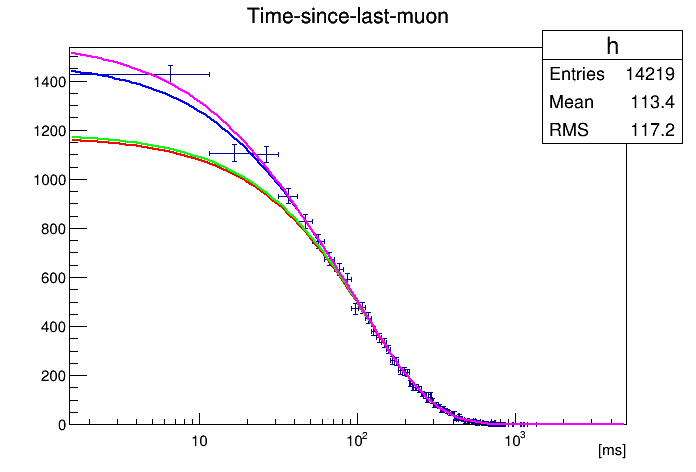 Time-since-last-muon
h
Entries 14219
Mean 113.4
RMS 117.2
1400
1200
1000
800
600
400
200
0
10 10² 10³
[ms]